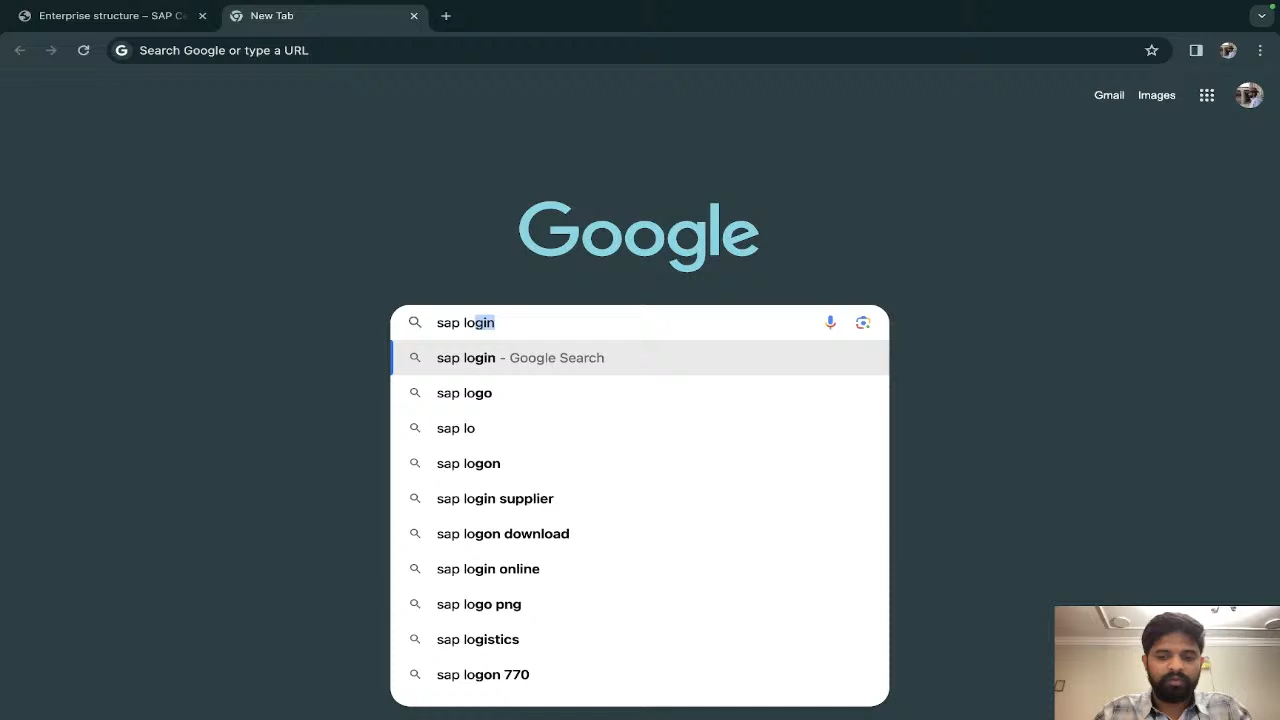 Enterprise structure – SAP Ce
New Tab
Search Google or type a URL
Gmail
Images
Google
sap login
sap login - Google Search
sap logo
sap lo
sap logon
sap login supplier
sap logon download
sap login online
sap logo png
sap logistics
sap logon 770